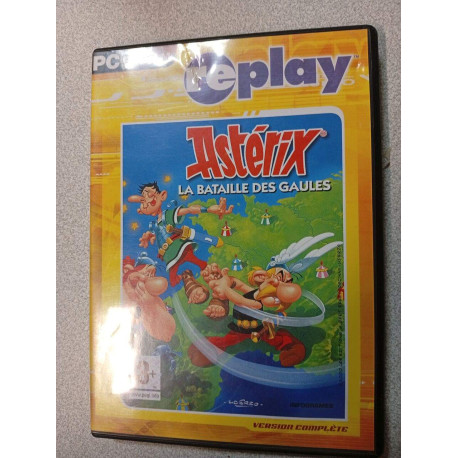 PC
replay
Astérix
LA BATAILLE DES GAULES
VERSION COMPLÈTE